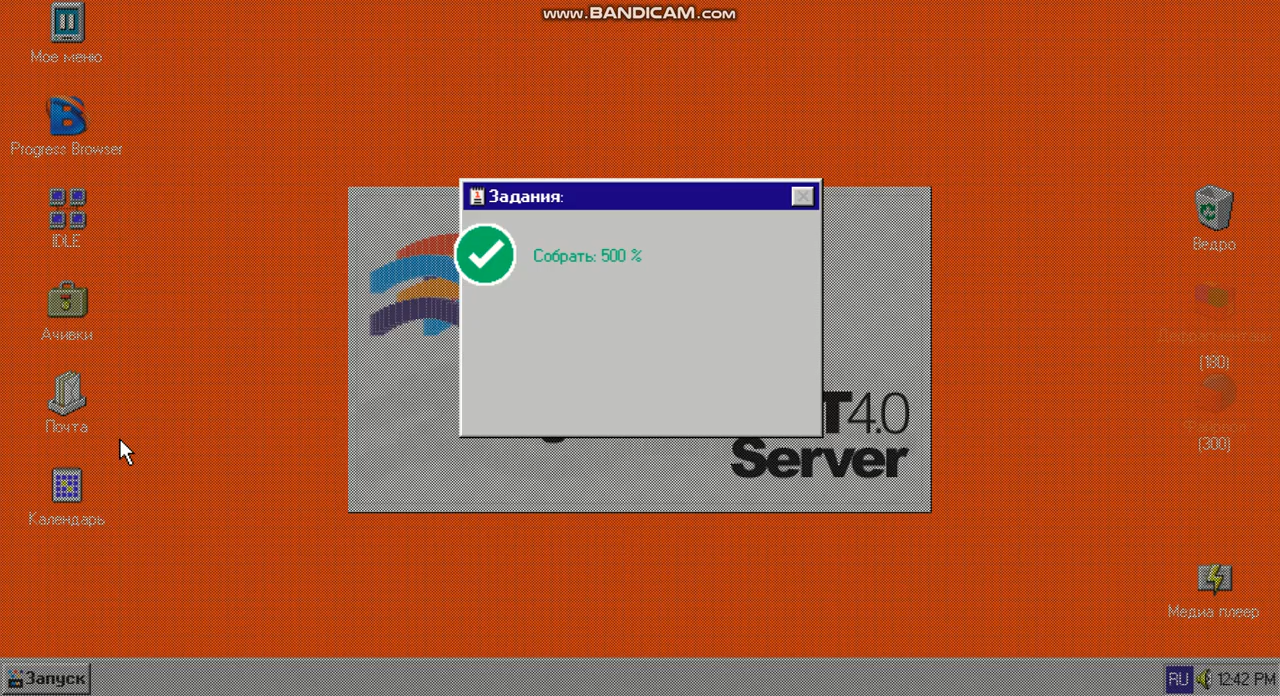 www.BANDICAM.com
Мое меню
Progress Browser
IDLE
Ачивки
Почта
Календарь
Задания:
Собрать: 500 %
T4.0
Server
Ведро
Дефрагментац
(180)
(300)
Медиа плеер
Запуск
RU 12:42 PM